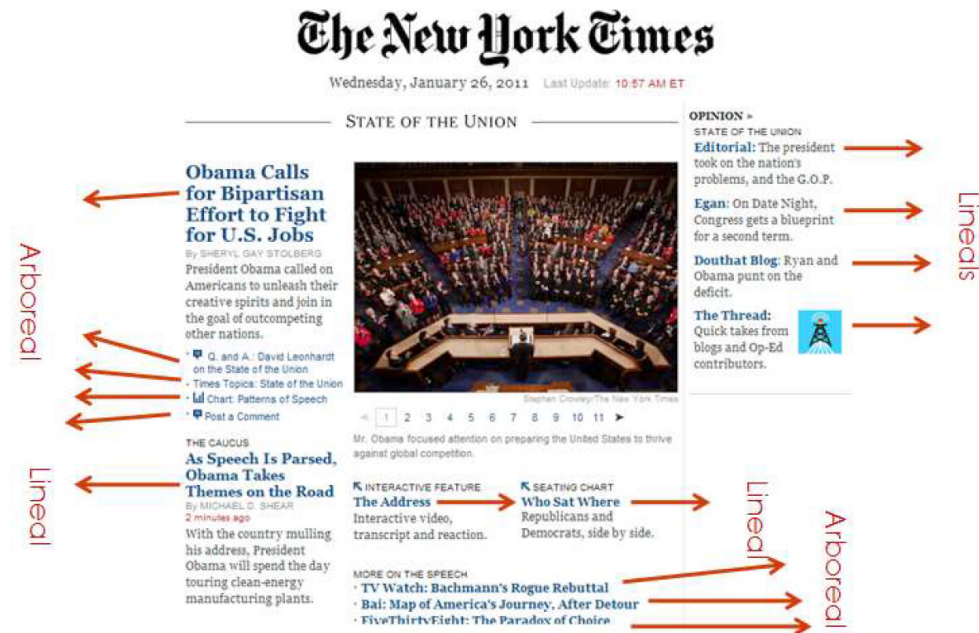 The New York Times
Wednesday, January 26, 2011 Last Update: 10:57 AM ET
STATE OF THE UNION
Obama Calls
for Bipartisan
Effort to Fight
for U.S. Jobs
By SHERYL GAY STOLBERG
President Obama called on
Americans to unleash their
creative spirits and join in
the goal of outcompeting
other nations.
· Q. and A.: David Leonhardt
on the State of the Union
· Times Topics: State of the Union
· Chart: Patterns of Speech
· Post a Comment
THE CAUCUS
As Speech Is Parsed,
Obama Takes
Themes on the Road
By MICHAEL D. SHEAR
2 minutes ago
With the country mulling
his address, President
Obama will spend the day
touring clean-energy
manufacturing plants.
Stephen Crowley/The New York Times
◄ 1 2 3 4 5 6 7 8 9 10 11 ►
Mr. Obama focused attention on preparing the United States to thrive
against global competition.
INTERACTIVE FEATURE
The Address
Interactive video,
transcript and reaction.
SEATING CHART
Who Sat Where
Republicans and
Democrats, side by side.
MORE ON THE SPEECH
· TV Watch: Bachmann's Rogue Rebuttal
· Bai: Map of America's Journey, After Detour
· FiveThirtyEight: The Paradox of Choice
OPINION »
STATE OF THE UNION
Editorial: The president
took on the nation's
problems, and the G.O.P.
Egan: On Date Night,
Congress gets a blueprint
for a second term.
Douthat Blog: Ryan and
Obama punt on the
deficit.
The Thread:
Quick takes from
blogs and Op-Ed
contributors.
Arboreal
Lineal
Lineals
Lineal
Arboreal